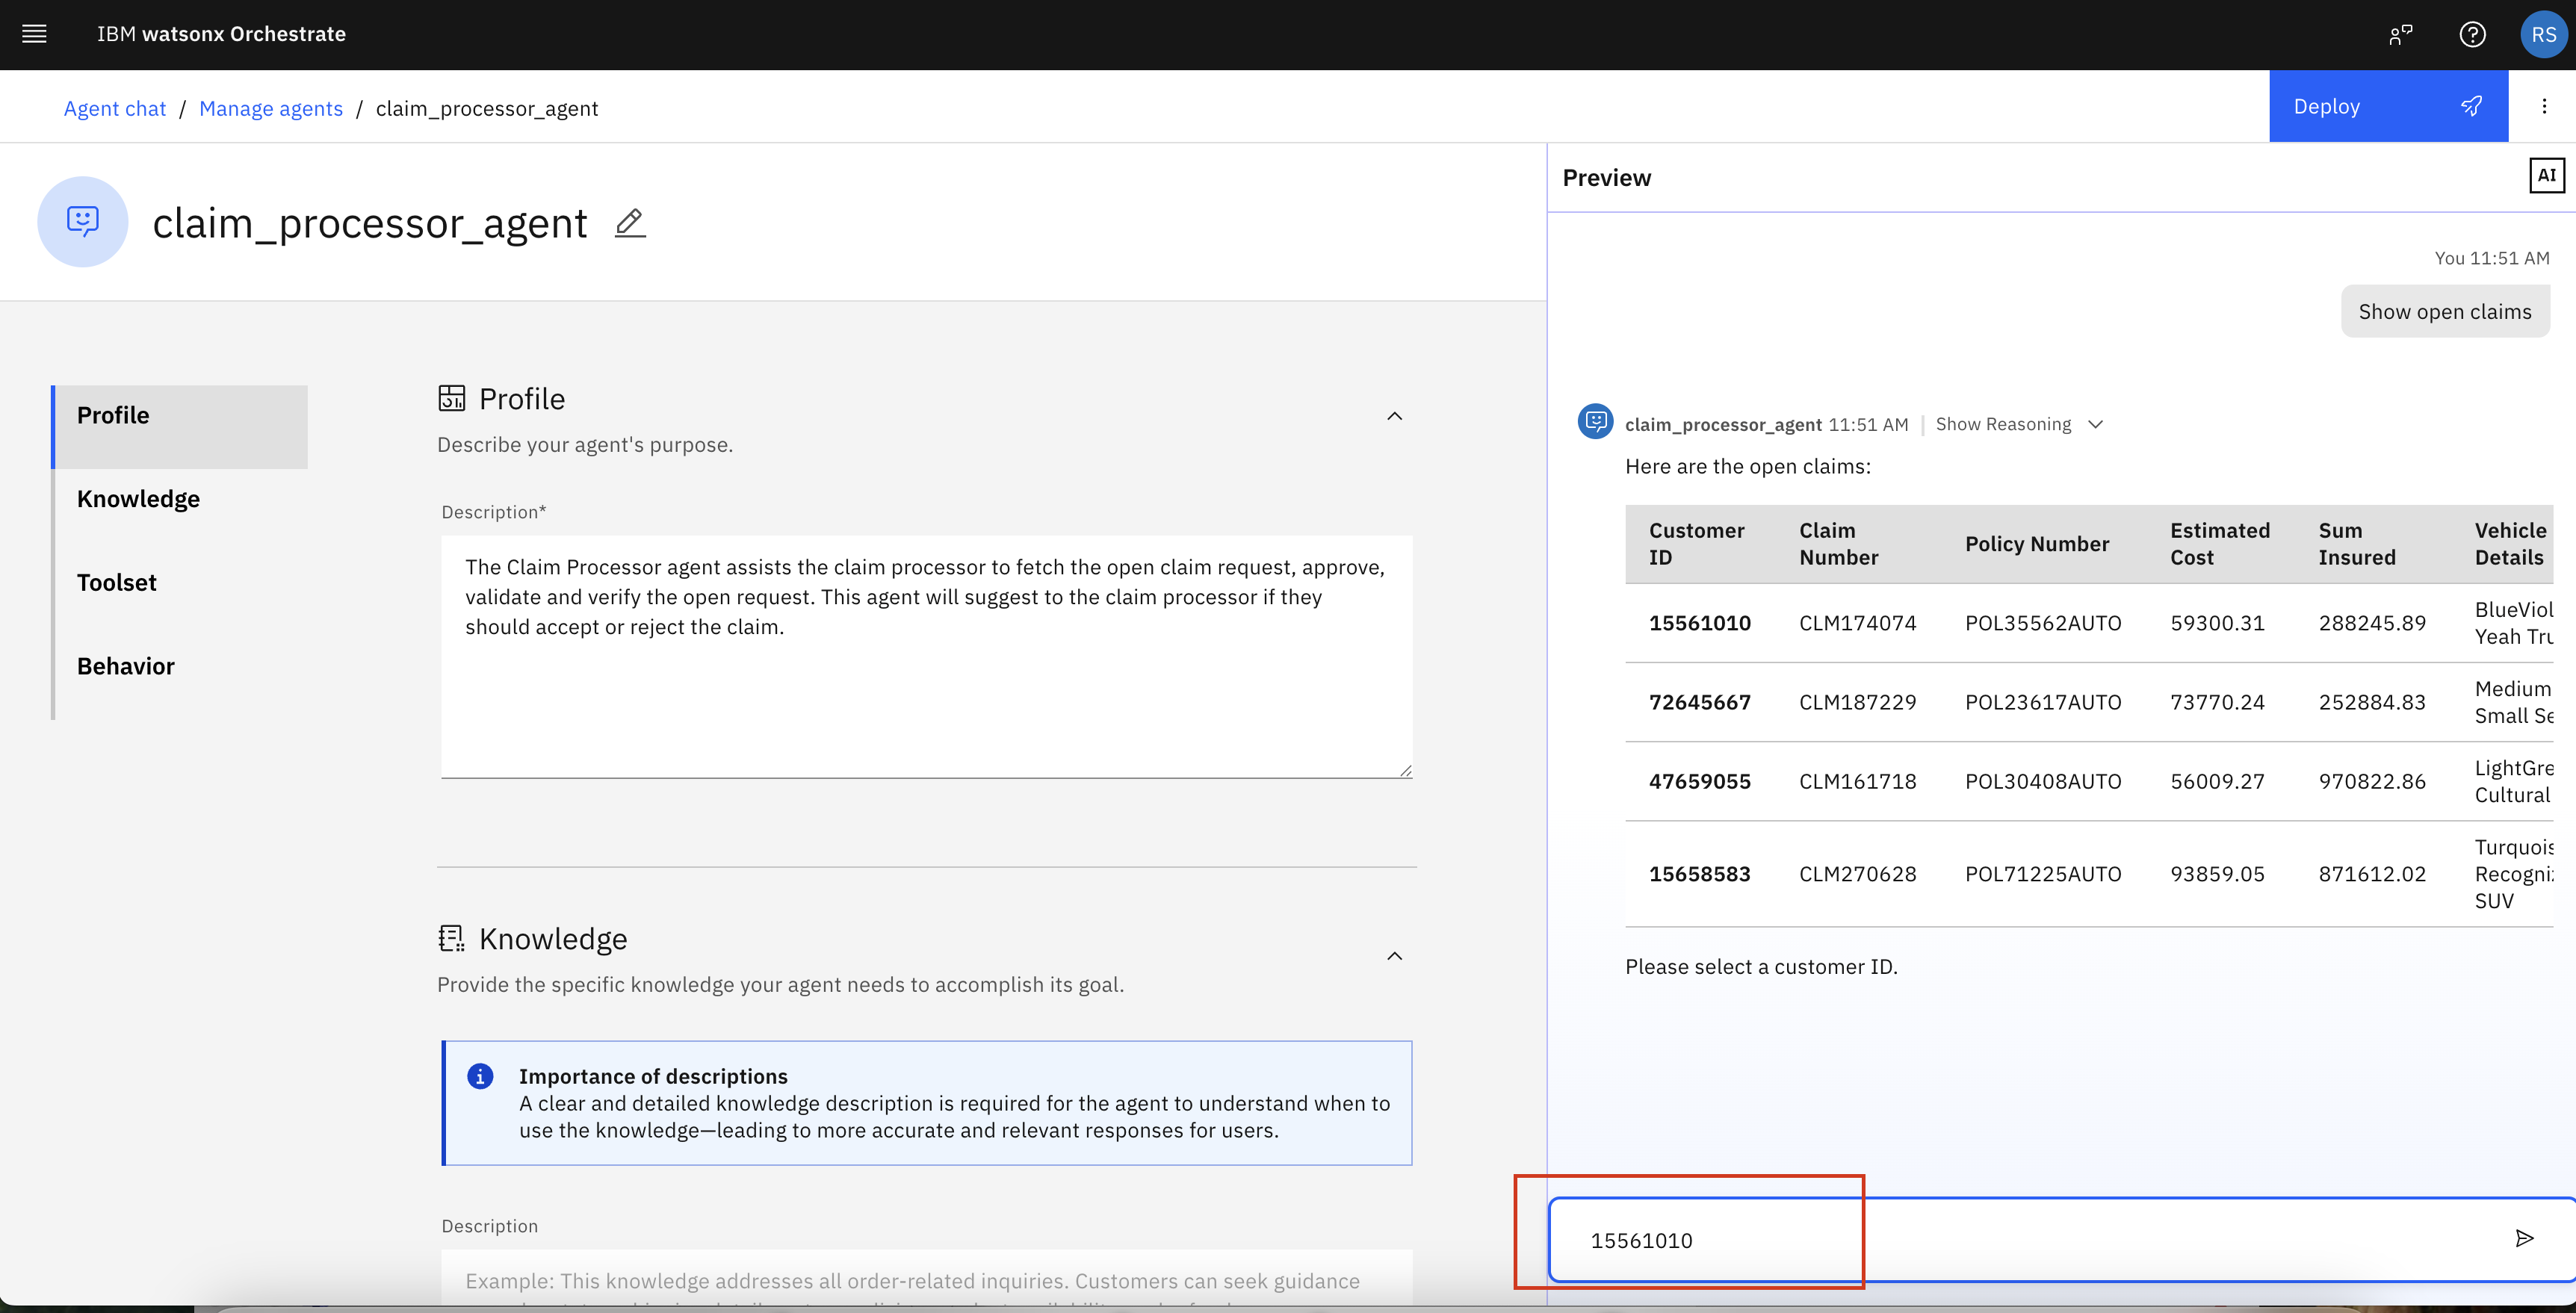 IBM watsonx Orchestrate
RS
Agent chat / Manage agents / claim_processor_agent
Deploy
claim_processor_agent
Profile
Knowledge
Toolset
Behavior
Profile
Describe your agent's purpose.
Description*
The Claim Processor agent assists the claim processor to fetch the open claim request, approve,
validate and verify the open request. This agent will suggest to the claim processor if they
should accept or reject the claim.
Knowledge
Provide the specific knowledge your agent needs to accomplish its goal.
Importance of descriptions
A clear and detailed knowledge description is required for the agent to understand when to
use the knowledge—leading to more accurate and relevant responses for users.
Description
Example: This knowledge addresses all order-related inquiries. Customers can seek guidance
Preview
AI
You 11:51 AM
Show open claims
claim_processor_agent 11:51 AM | Show Reasoning
Here are the open claims:
Customer ID Claim Number Policy Number Estimated Cost Sum Insured Vehicle Details
15561010 CLM174074 POL35562AUTO 59300.31 288245.89 BlueViol
Yeah Tru
72645667 CLM187229 POL23617AUTO 73770.24 252884.83 Medium
Small Se
47659055 CLM161718 POL30408AUTO 56009.27 970822.86 LightGre
Cultural
15658583 CLM270628 POL71225AUTO 93859.05 871612.02 Turquois
Recogni
SUV
Please select a customer ID.
15561010